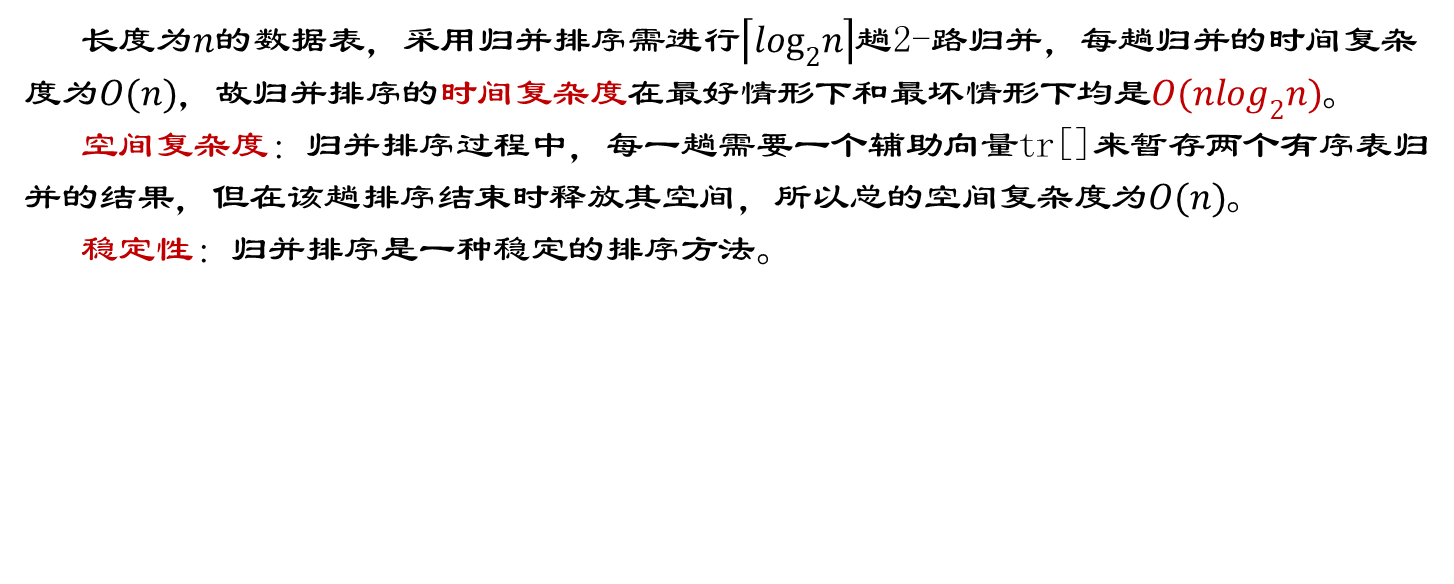 长度为n的数据表，采用归并排序需进行⌈log₂n⌉趟2-路归并，每趟归并的时间复杂
度为O(n)，故归并排序的时间复杂度在最好情形下和最坏情形下均是O(nlog₂n)。
空间复杂度：归并排序过程中，每一趟需要一个辅助向量tr[]来暂存两个有序表归
并的结果，但在该趟排序结束时释放其空间，所以总的空间复杂度为O(n)。
稳定性：归并排序是一种稳定的排序方法。